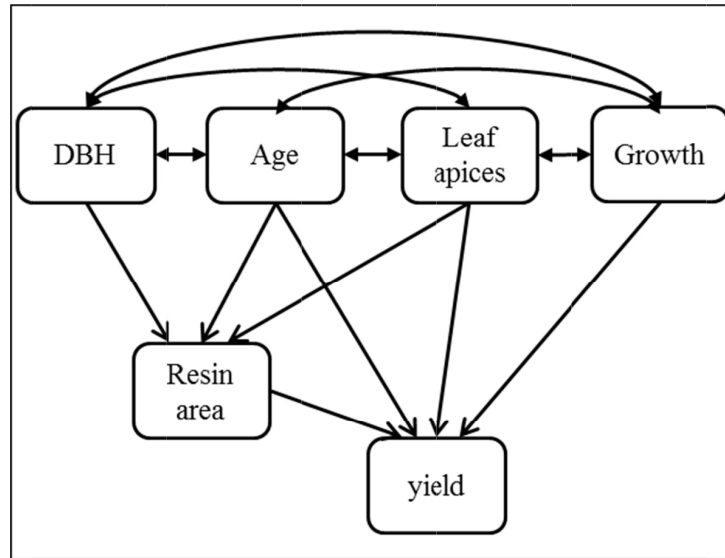 DBH
Age
Leaf
apices
Growth
Resin
area
yield